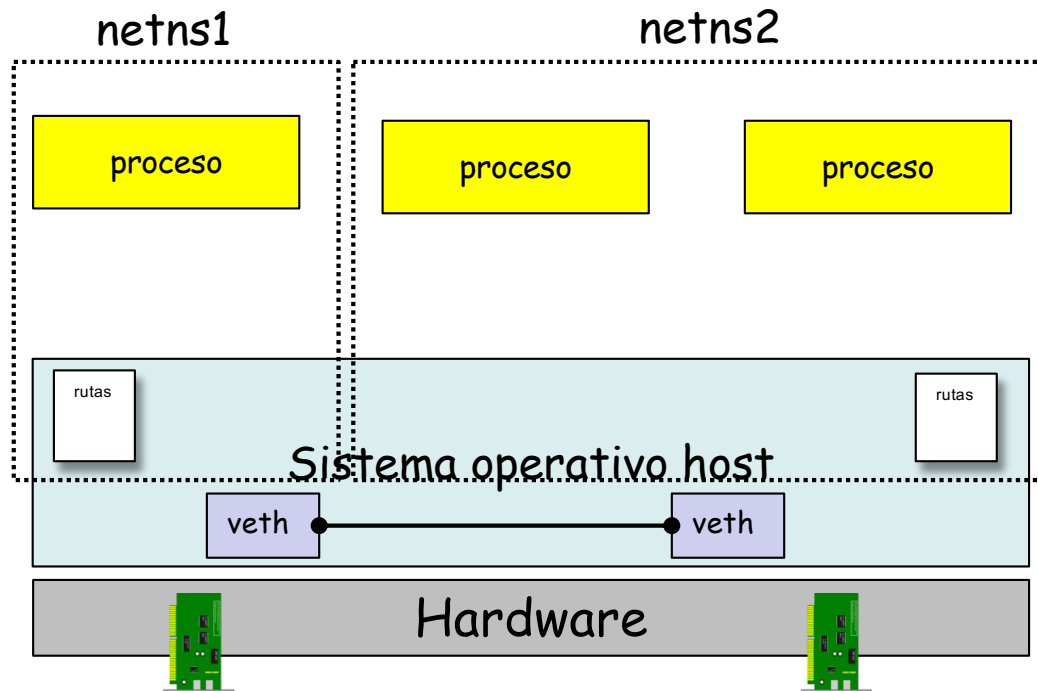 netns1
netns2
proceso
proceso
proceso
rutas
rutas
Sistema operativo host
veth
veth
Hardware